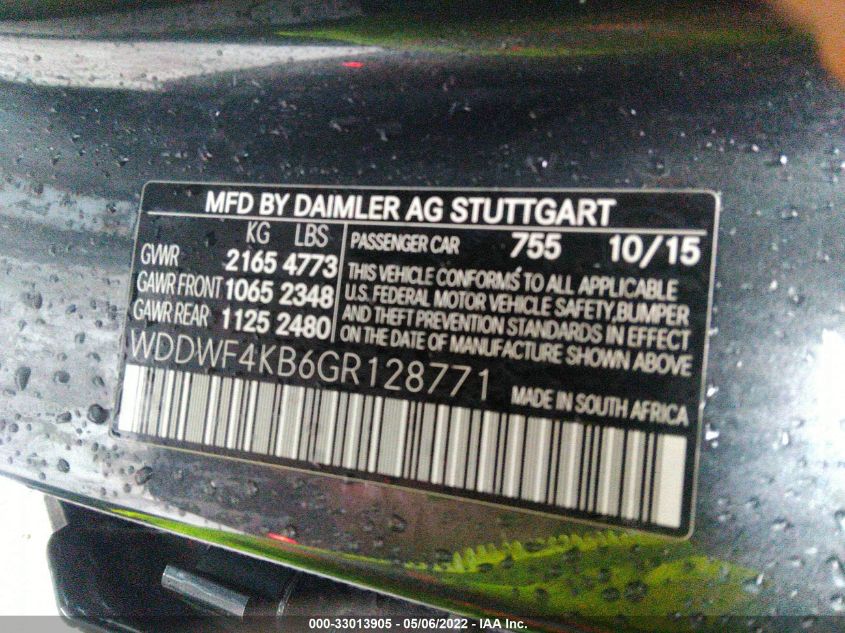 MFD BY DAIMLER AG STUTTGART
KG LBS
GVWR 2165 4773
GAWR FRONT 1065 2348
GAWR REAR 1125 2480
PASSENGER CAR 755 10/15
THIS VEHICLE CONFORMS TO ALL APPLICABLE
U.S. FEDERAL MOTOR VEHICLE SAFETY, BUMPER
AND THEFT PREVENTION STANDARDS IN EFFECT
ON THE DATE OF MANUFACTURE SHOWN ABOVE
WDDWF4KB6GR128771
MADE IN SOUTH AFRICA
000-33013905 - 05/06/2022 - IAA Inc.